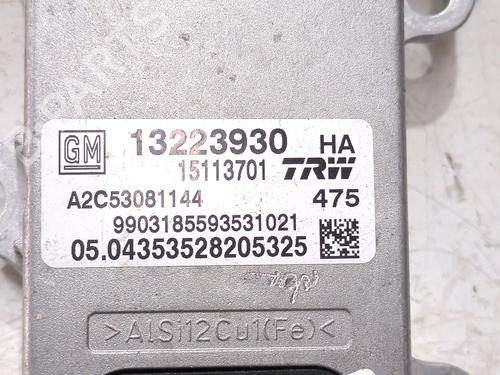 GM 13223930 HA
15113701 TRW
A2C53081144 475
9903185593531021
05.04353528205325
>AlSi12Cu1(Fe)<